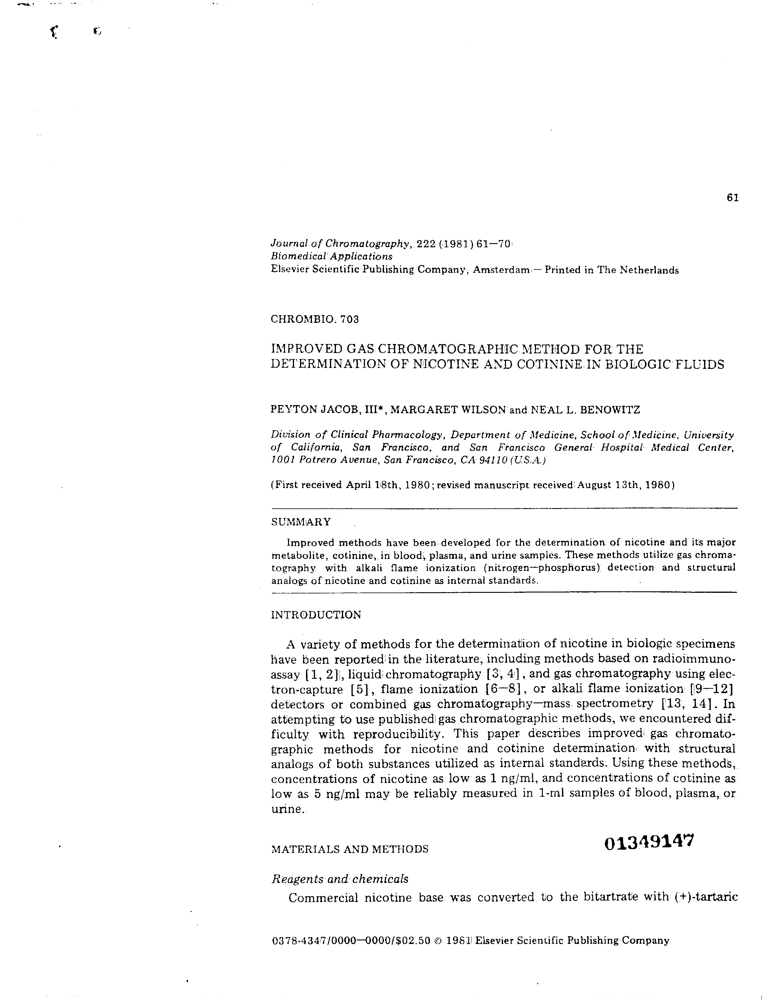 61
Journal of Chromatography, 222 (1981) 61—70
Biomedical Applications
Elsevier Scientific Publishing Company, Amsterdam — Printed in The Netherlands
CHROMBIO. 703
IMPROVED GAS CHROMATOGRAPHIC METHOD FOR THE
DETERMINATION OF NICOTINE AND COTININE IN BIOLOGIC FLUIDS
PEYTON JACOB, III*, MARGARET WILSON and NEAL L. BENOWITZ
Division of Clinical Pharmacology, Department of Medicine, School of Medicine, University
of California, San Francisco, and San Francisco General Hospital Medical Center,
1001 Potrero Avenue, San Francisco, CA 94110 (U.S.A.)
(First received April 18th, 1980; revised manuscript received August 13th, 1980)
SUMMARY
Improved methods have been developed for the determination of nicotine and its major
metabolite, cotinine, in blood, plasma, and urine samples. These methods utilize gas chroma-
tography with alkali flame ionization (nitrogen—phosphorus) detection and structural
analogs of nicotine and cotinine as internal standards.
INTRODUCTION
A variety of methods for the determination of nicotine in biologic specimens
have been reported in the literature, including methods based on radioimmuno-
assay [1, 2], liquid chromatography [3, 4], and gas chromatography using elec-
tron-capture [5], flame ionization [6—8], or alkali flame ionization [9—12]
detectors or combined gas chromatography—mass spectrometry [13, 14]. In
attempting to use published gas chromatographic methods, we encountered dif-
ficulty with reproducibility. This paper describes improved gas chromato-
graphic methods for nicotine and cotinine determination with structural
analogs of both substances utilized as internal standards. Using these methods,
concentrations of nicotine as low as 1 ng/ml, and concentrations of cotinine as
low as 5 ng/ml may be reliably measured in 1-ml samples of blood, plasma, or
urine.
MATERIALS AND METHODS
01349147
Reagents and chemicals
Commercial nicotine base was converted to the bitartrate with (+)-tartaric
0378-4347/0000—0000/$02.50 © 1981 Elsevier Scientific Publishing Company